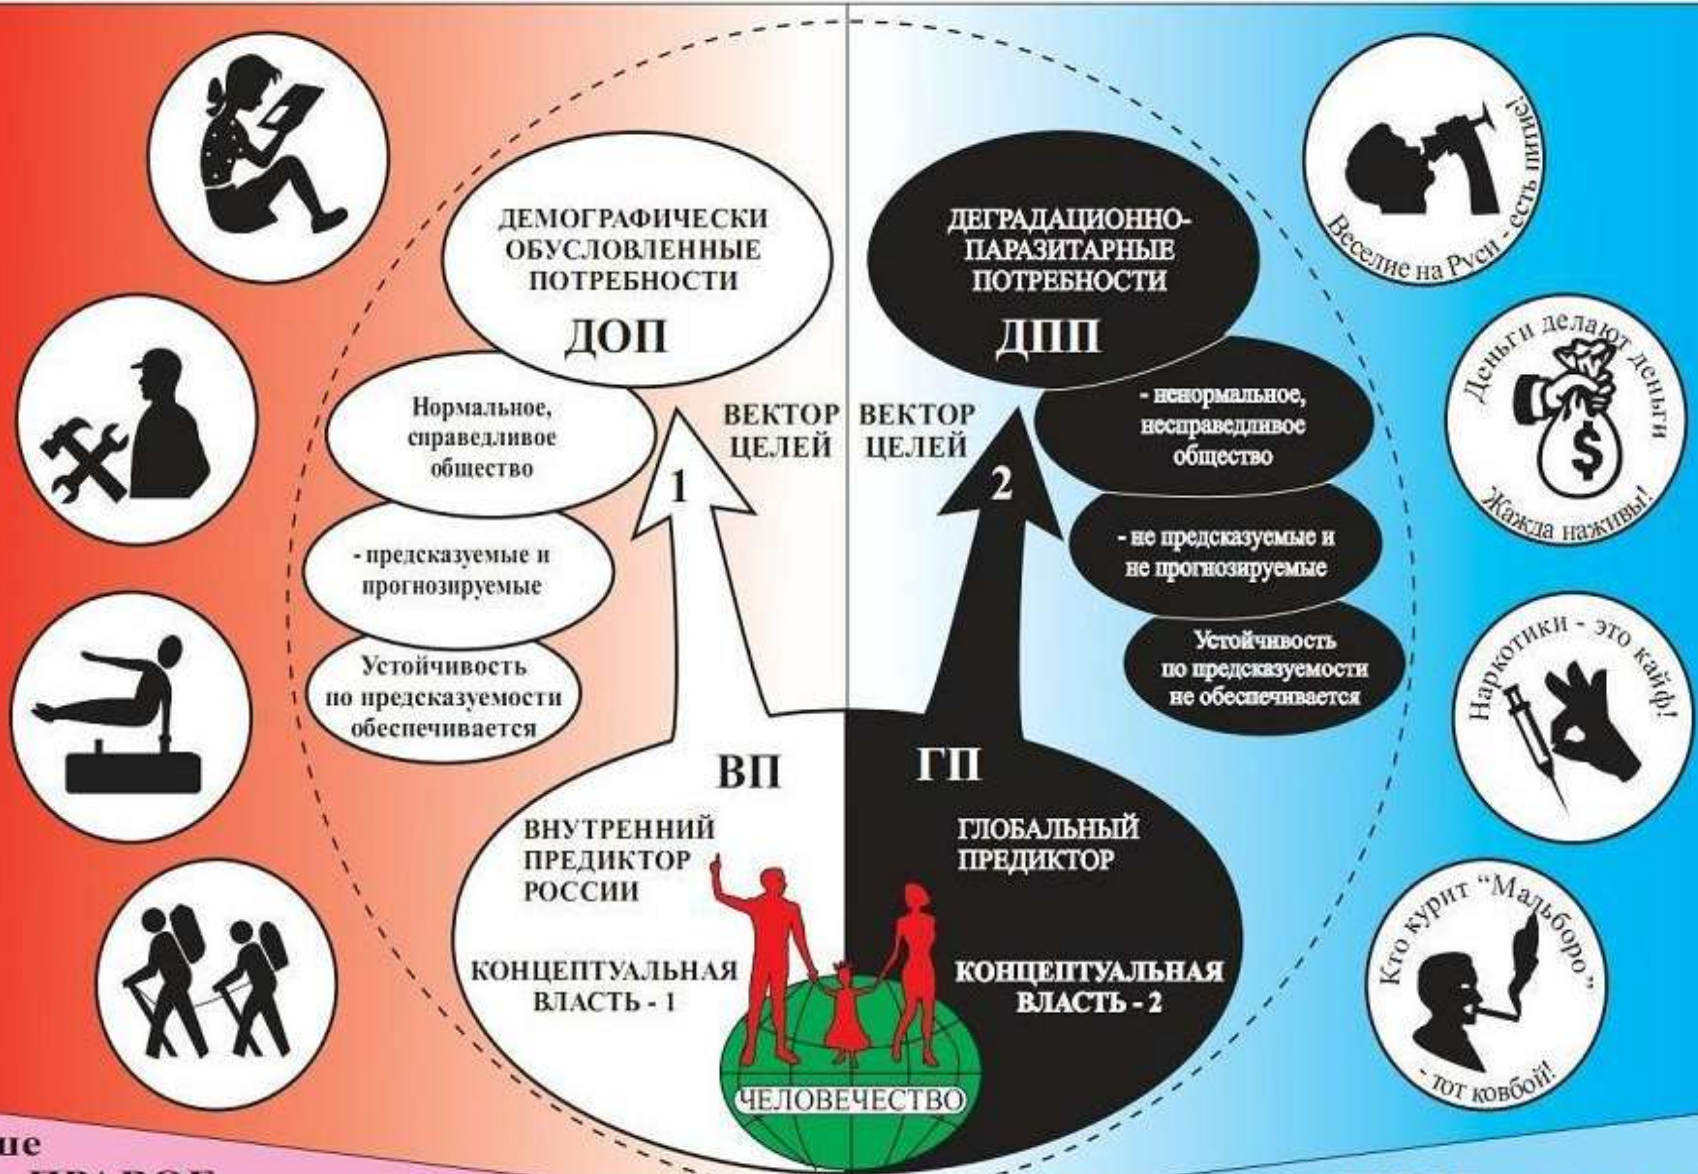 ДЕМОГРАФИЧЕСКИ
ОБУСЛОВЛЕННЫЕ
ПОТРЕБНОСТИ
ДОП
Нормальное,
справедливое
общество
- предсказуемые и
прогнозируемые
Устойчивость
по предсказуемости
обеспечивается
1
ВЕКТОР
ЦЕЛЕЙ
ВП
ВНУТРЕННИЙ
ПРЕДИКТОР
РОССИИ
КОНЦЕПТУАЛЬНАЯ
ВЛАСТЬ - 1
ДЕГРАДАЦИОННО-
ПАРАЗИТАРНЫЕ
ПОТРЕБНОСТИ
ДПП
ВЕКТОР
ЦЕЛЕЙ
2
- ненормальное,
несправедливое
общество
- не предсказуемые и
не прогнозируемые
Устойчивость
по предсказуемости
не обеспечивается
ГП
ГЛОБАЛЬНЫЙ
ПРЕДИКТОР
КОНЦЕПТУАЛЬНАЯ
ВЛАСТЬ - 2
ЧЕЛОВЕЧЕСТВО
Веселие на Руси - есть питие!
Деньги делают деньги
$
Жажда наживы!
Наркотики - это кайф!
Кто курит “Мальборо”
- тот ковбой!
ше
ПРАВОЕ